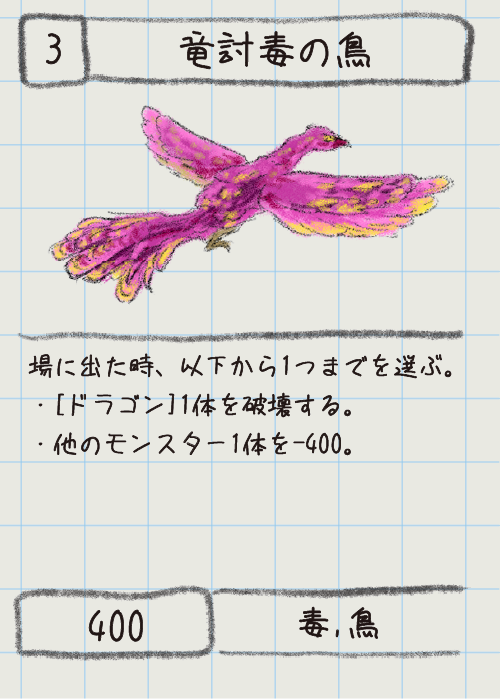 3
竜討毒の鳥
場に出た時、以下から1つまでを選ぶ。
・[ドラゴン]1体を破壊する。
・他のモンスター1体を-400。
400
毒,鳥